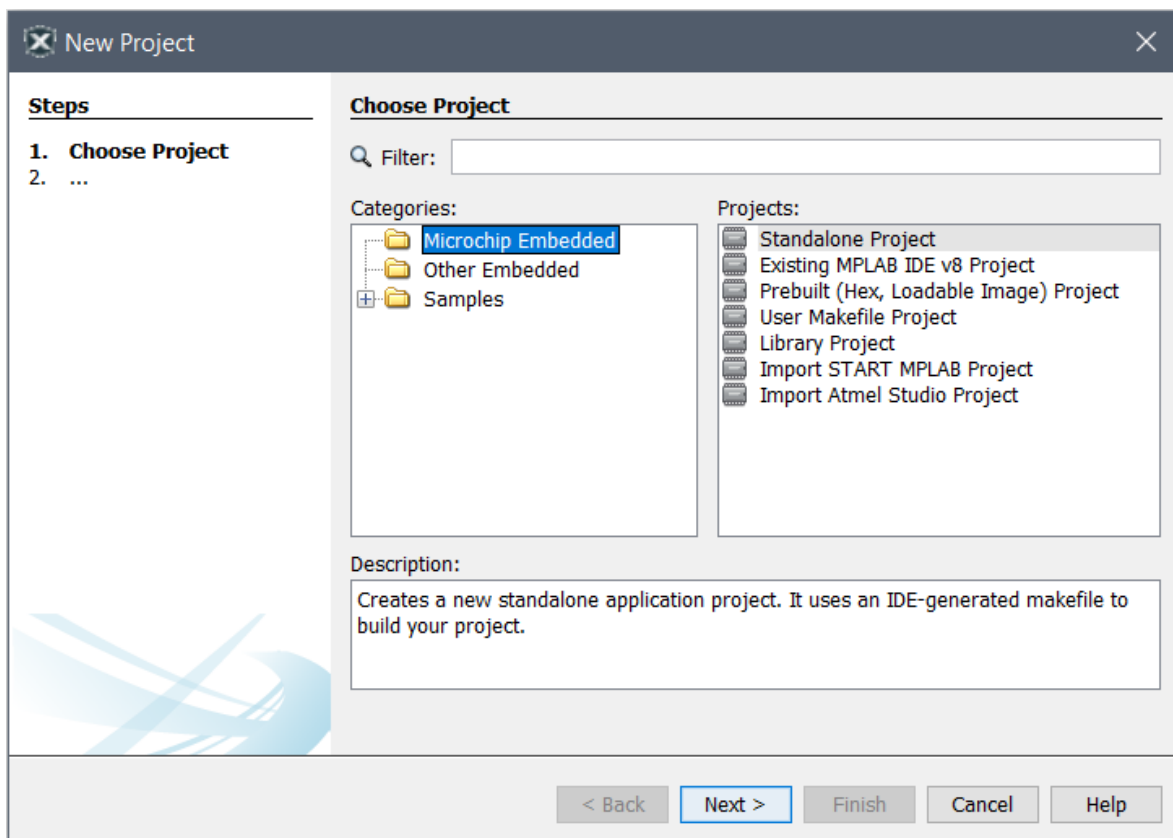 New Project
Steps
1. Choose Project
2. ...
Choose Project
Filter:
Categories:
Microchip Embedded
Other Embedded
Samples
Projects:
Standalone Project
Existing MPLAB IDE v8 Project
Prebuilt (Hex, Loadable Image) Project
User Makefile Project
Library Project
Import START MPLAB Project
Import Atmel Studio Project
Description:
Creates a new standalone application project. It uses an IDE-generated makefile to
build your project.
< Back
Next >
Finish
Cancel
Help